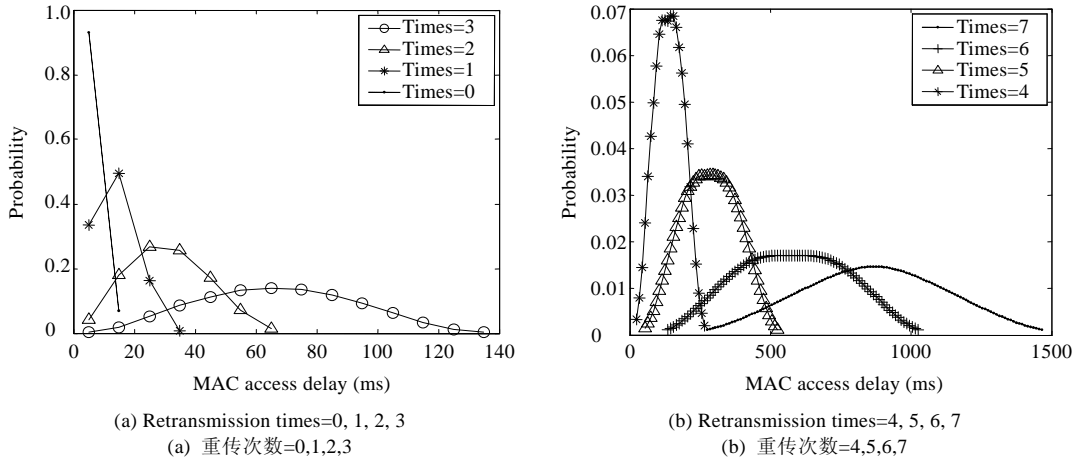 1.0
0.8
0.6
0.4
0.2
0
Probability
0 20 40 60 80 100 120 140
MAC access delay (ms)
Times=3
Times=2
Times=1
Times=0
(a) Retransmission times=0, 1, 2, 3
(a) 重传次数=0,1,2,3
0.07
0.06
0.05
0.04
0.03
0.02
0.01
0
Probability
0 500 1000 1500
MAC access delay (ms)
Times=7
Times=6
Times=5
Times=4
(b) Retransmission times=4, 5, 6, 7
(b) 重传次数=4,5,6,7